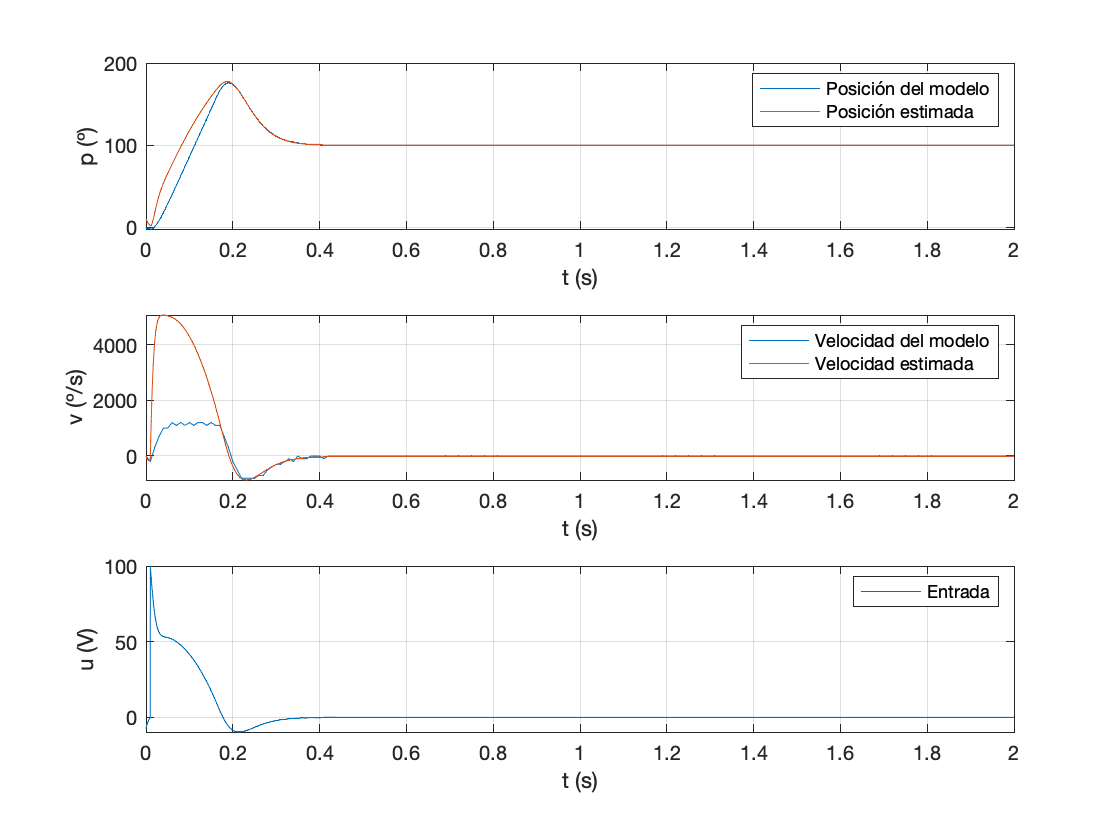 200
100
0
p (º)
Posición del modelo
Posición estimada
0 0.2 0.4 0.6 0.8 1 1.2 1.4 1.6 1.8 2
t (s)
4000
2000
0
v (º/s)
Velocidad del modelo
Velocidad estimada
0 0.2 0.4 0.6 0.8 1 1.2 1.4 1.6 1.8 2
t (s)
100
50
0
u (V)
Entrada
0 0.2 0.4 0.6 0.8 1 1.2 1.4 1.6 1.8 2
t (s)